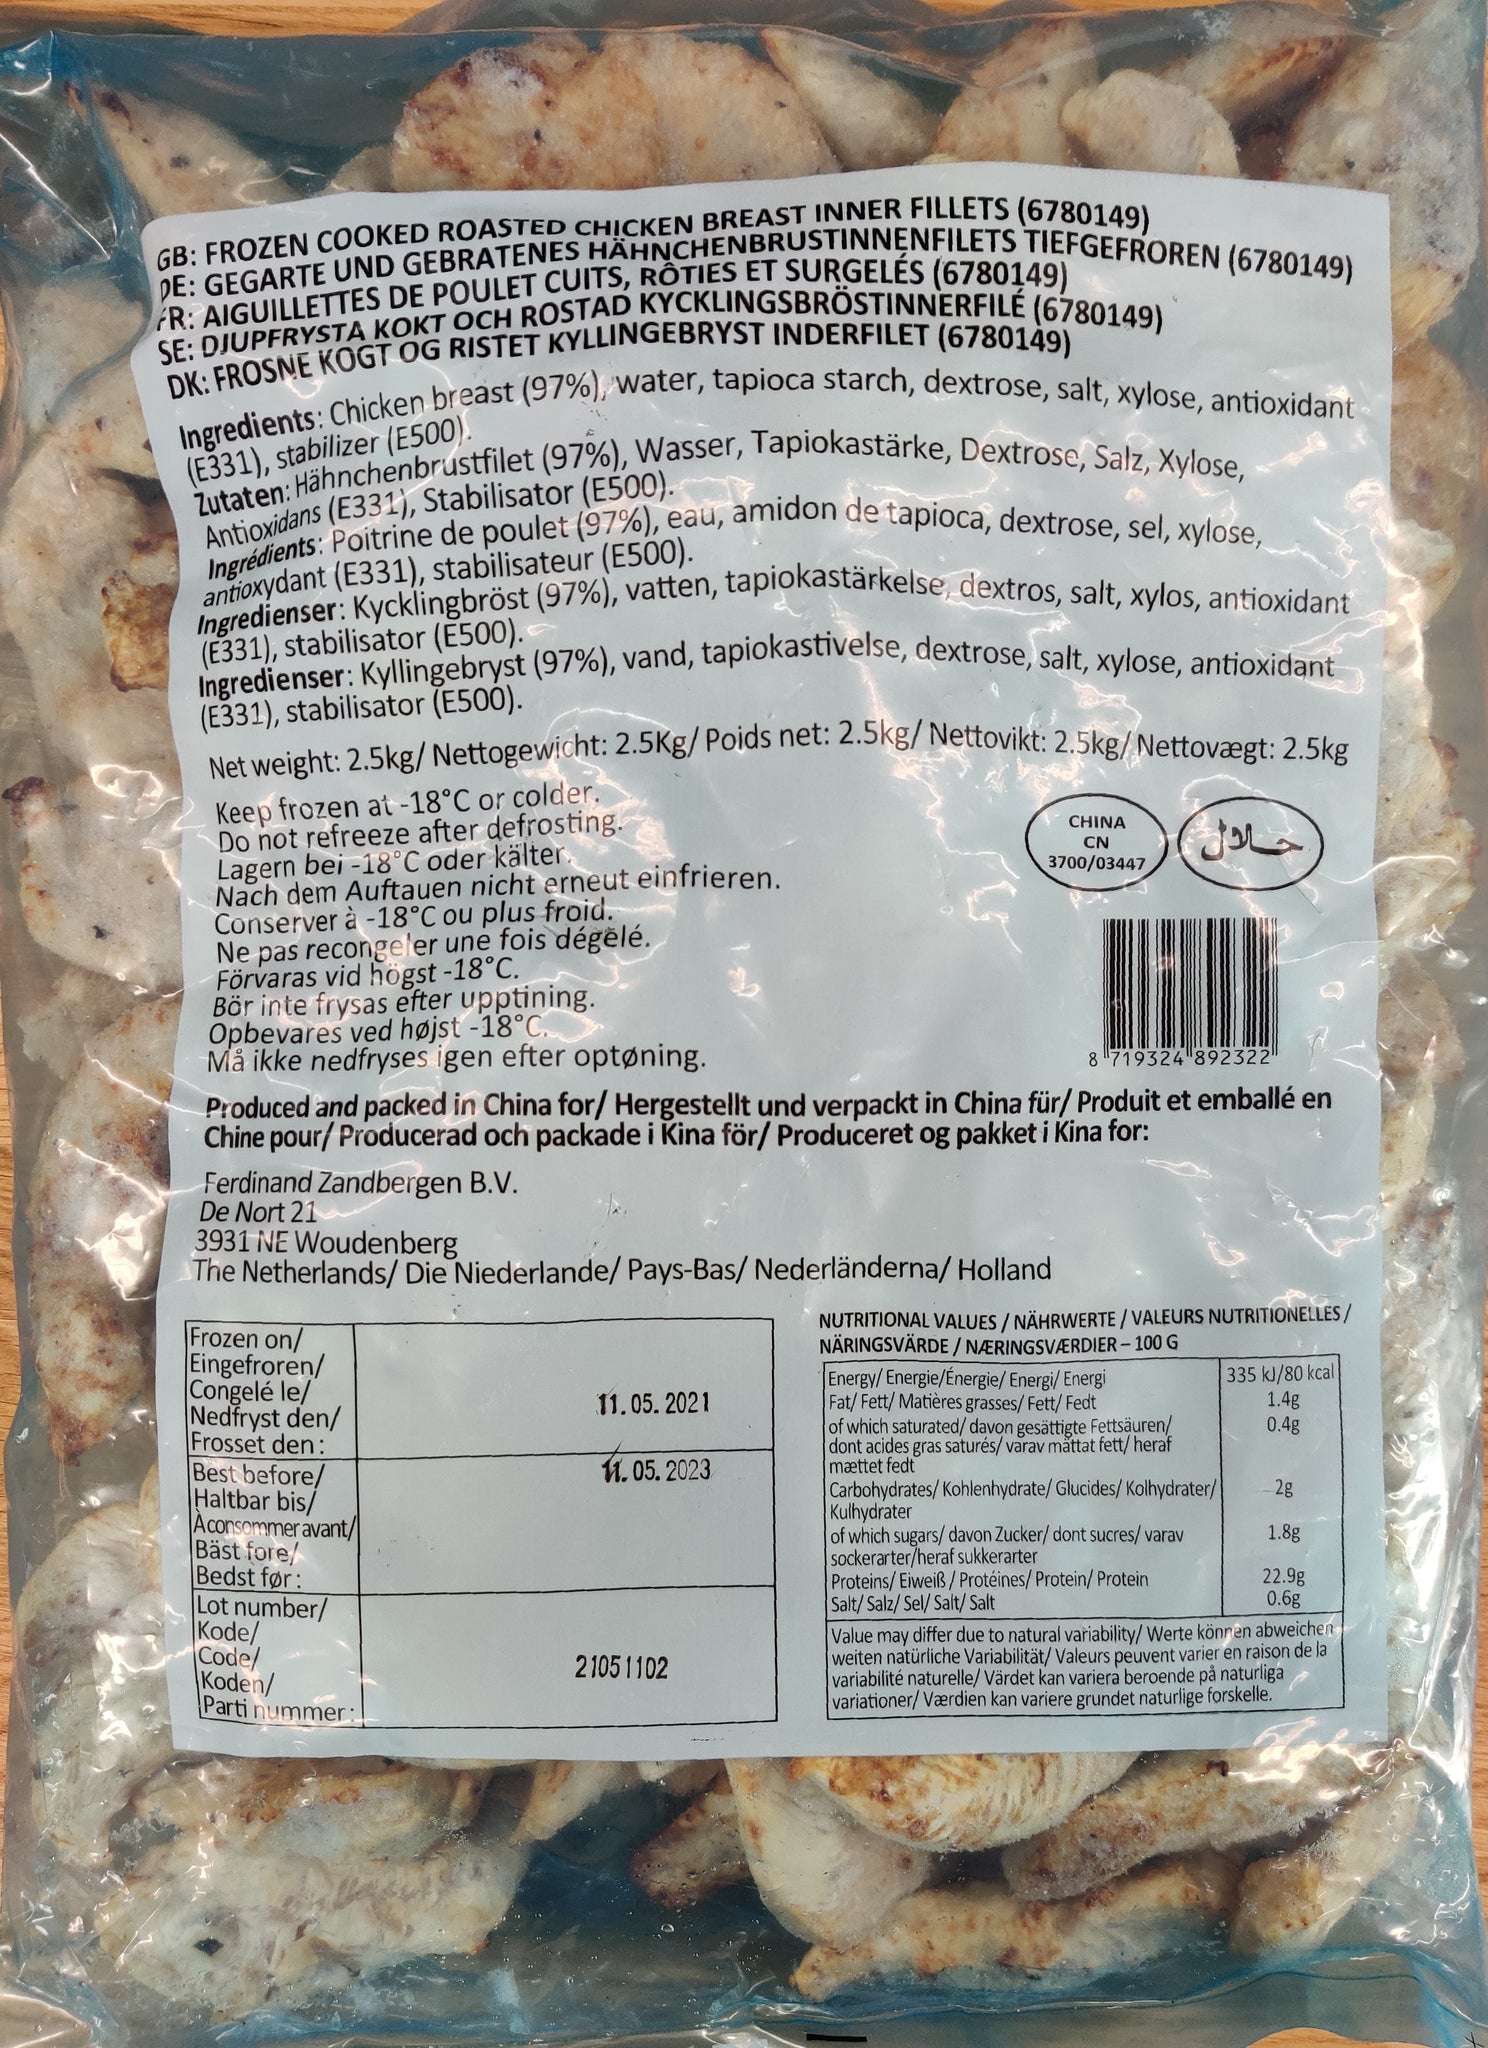 GB: FROZEN COOKED ROASTED CHICKEN BREAST INNER FILLETS (6780149)
DE: GEGARTE UND GEBRATENES HÄHNCHENBRUSTINNENFILETS TIEFGEFROREN (6780149)
FR: AIGUILLETTES DE POULET CUITS, RÔTIES ET SURGELÉS (6780149)
SE: DJUPFRYSTA KOKT OCH ROSTAD KYCKLINGSBRÖSTINNERFILÉ (6780149)
DK: FROSNE KOGT OG RISTET KYLLINGEBRYST INDERFILET (6780149)
Ingredients: Chicken breast (97%), water, tapioca starch, dextrose, salt, xylose, antioxidant
(E331), stabilizer (E500).
Zutaten: Hähnchenbrustfilet (97%), Wasser, Tapiokastärke, Dextrose, Salz, Xylose,
Antioxidans (E331), Stabilisator (E500).
Ingrédients: Poitrine de poulet (97%), eau, amidon de tapioca, dextrose, sel, xylose,
antioxydant (E331), stabilisateur (E500).
Ingredienser: Kycklingbröst (97%), vatten, tapiokastärkelse, dextros, salt, xylos, antioxidant
(E331), stabilisator (E500).
Ingredienser: Kyllingebryst (97%), vand, tapiokastivelse, dextrose, salt, xylose, antioxidant
(E331), stabilisator (E500).
Net weight: 2.5kg/ Nettogewicht: 2.5Kg/ Poids net: 2.5kg/ Nettovikt: 2.5kg/ Nettovægt: 2.5kg
Keep frozen at -18°C or colder.
Do not refreeze after defrosting.
Lagern bei -18°C oder kälter.
Nach dem Auftauen nicht erneut einfrieren.
Conserver à -18°C ou plus froid.
Ne pas recongeler une fois dégelé.
Förvaras vid högst -18°C.
Bör inte frysas efter upptining.
Opbevares ved højst -18°C.
Må ikke nedfryses igen efter optøning.
CHINA
CN
3700/03447
حلال
8 719324 892322
Produced and packed in China for/ Hergestellt und verpackt in China für/ Produit et emballé en
Chine pour/ Producerad och packade i Kina för/ Produceret og pakket i Kina for:
Ferdinand Zandbergen B.V.
De Nort 21
3931 NE Woudenberg
The Netherlands/ Die Niederlande/ Pays-Bas/ Nederländerna/ Holland
Frozen on/
Eingefroren/
Congelé le/
Nedfryst den/
Frosset den:
11. 05. 2021
Best before/
Haltbar bis/
À consommer avant/
Bäst fore/
Bedst før:
11. 05. 2023
Lot number/
Kode/
Code/
Koden/
Parti nummer:
21051102
NUTRITIONAL VALUES / NÄHRWERTE / VALEURS NUTRITIONELLES /
NÄRINGSVÄRDE / NÆRINGSVÆRDIER – 100 G
Energy/ Energie/Énergie/ Energi/ Energi 335 kJ/80 kcal
Fat/ Fett/ Matières grasses/ Fett/ Fedt 1.4g
of which saturated/ davon gesättigte Fettsäuren/ 0.4g
dont acides gras saturés/ varav mättat fett/ heraf
mættet fedt
Carbohydrates/ Kohlenhydrate/ Glucides/ Kolhydrater/ 2g
Kulhydrater
of which sugars/ davon Zucker/ dont sucres/ varav 1.8g
sockerarter/heraf sukkerarter
Proteins/ Eiweiß / Protéines/ Protein/ Protein 22.9g
Salt/ Salz/ Sel/ Salt/ Salt 0.6g
Value may differ due to natural variability/ Werte können abweichen
weiten natürliche Variabilität/ Valeurs peuvent varier en raison de la
variabilité naturelle/ Värdet kan variera beroende på naturliga
variationer/ Værdien kan variere grundet naturlige forskelle.